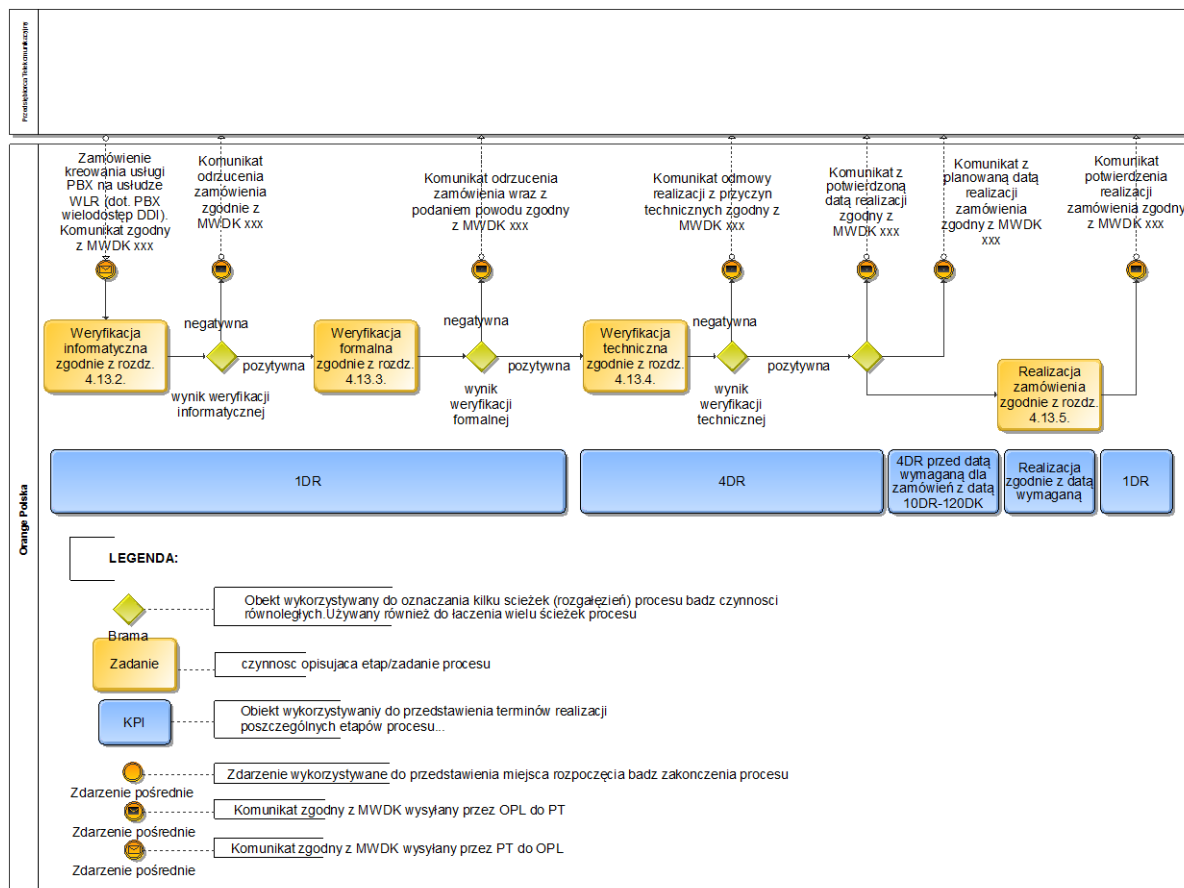 Przedsiębiorca Telekomunikacyjny
Zamówienie
kreowania usługi
PBX na usłudze
WLR (dot. PBX
wielodostęp DDI).
Komunikat zgodny
z MWDK xxx
Komunikat
odrzucenia
zamówienia
zgodnie z
MWDK xxx
Komunikat odrzucenia
zamówienia wraz z
podaniem powodu zgodny
z MWDK xxx
Komunikat odmowy
realizacji z przyczyn
technicznych zgodny z
MWDK xxx
Komunikat z
potwierdzoną
datą realizacji
zgodny z
MWDK xxx
Komunikat z
planowaną datą
realizacji
zamówienia
zgodny z MWDK
xxx
Komunikat
potwierdzenia
realizacji
zamówienia zgodny
z MWDK xxx
Weryfikacja
informatyczna
zgodnie z rozdz.
4.13.2.
negatywna
pozytywna
wynik weryfikacji
informatycznej
Weryfikacja
formalna
zgodnie z rozdz.
4.13.3.
negatywna
pozytywna
wynik
weryfikacji
formalnej
Weryfikacja
techniczna
zgodnie z rozdz.
4.13.4.
negatywna
pozytywna
wynik
weryfikacji
technicznej
Realizacja
zamówienia
zgodnie z rozdz.
4.13.5.
Orange Polska
1DR
4DR
4DR przed datą
wymaganą dla
zamówień z datą
10DR-120DK
Realizacja
zgodnie z datą
wymaganą
1DR
LEGENDA:
Brama
Obekt wykorzystywany do oznaczania kilku scieżek (rozgałęzień) procesu badz czynnosci
równoległych.Używany również do łaczenia wielu ścieżek procesu
Zadanie
czynnosc opisujaca etap/zadanie procesu
KPI
Obiekt wykorzystywaniy do przedstawienia terminów realizacji
poszczególnych etapów procesu...
Zdarzenie pośrednie
Zdarzenie wykorzystywane do przedstawienia miejsca rozpoczęcia badz zakonczenia procesu
Zdarzenie pośrednie
Komunikat zgodny z MWDK wysyłany przez OPL do PT
Zdarzenie pośrednie
Komunikat zgodny z MWDK wysyłany przez PT do OPL